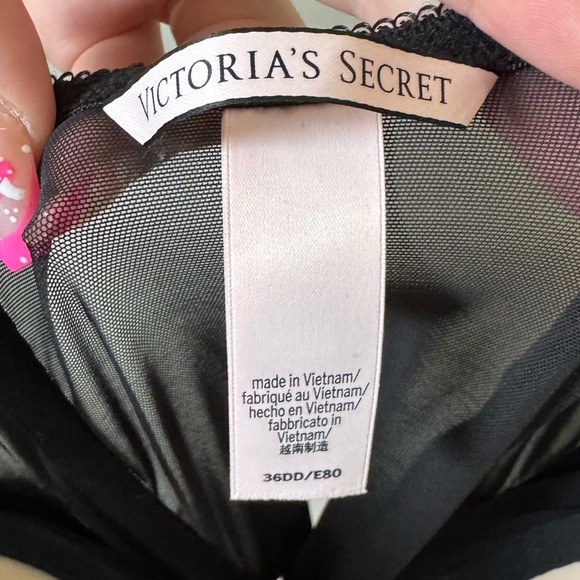 VICTORIA'S SECRET
made in Vietnam/
fabriqué au Vietnam/
hecho en Vietnam/
fabbricato in
Vietnam/
越南制造
36DD/E80